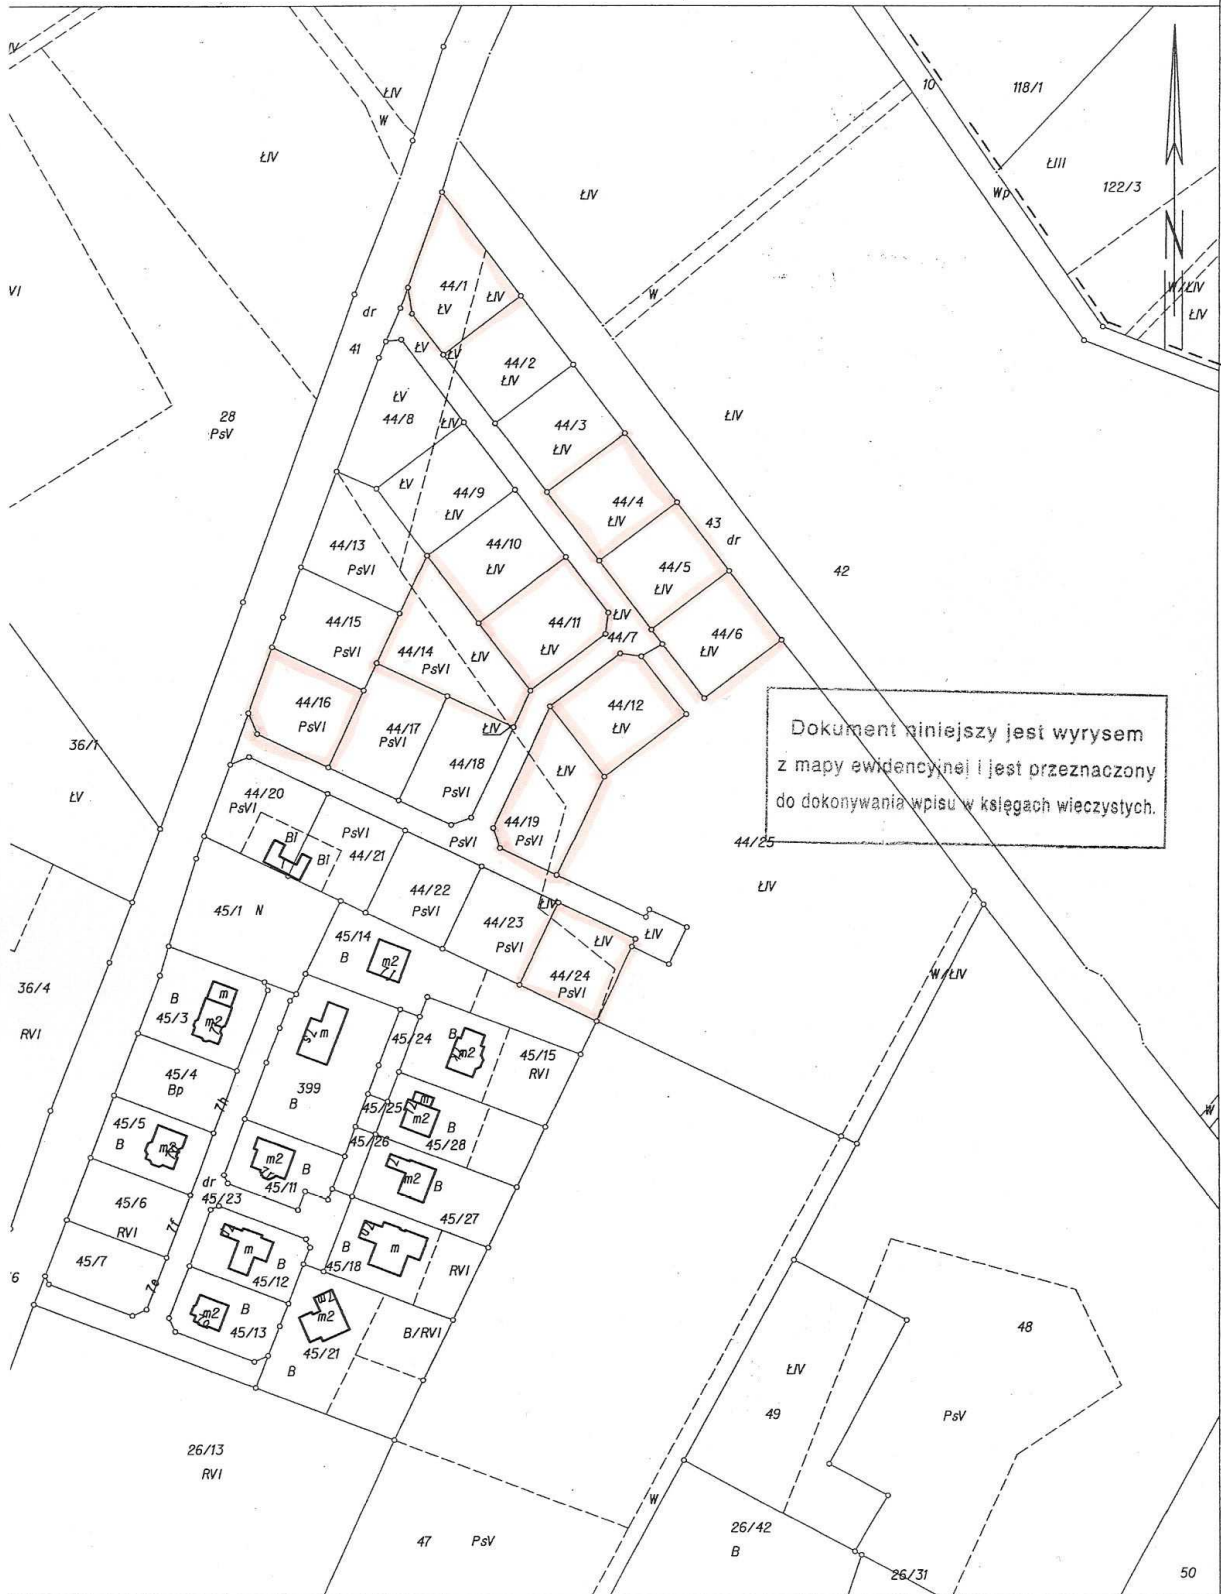 ŁIV
ŁIV
W
ŁIV
ŁIV
10
118/1
ŁIII
Wp
122/3
N
W/ŁIV
ŁIV
VI
W
44/1
ŁIV
ŁV
dr
41
ŁV
ŁV
44/2
ŁIV
ŁV
44/8
ŁIV
44/3
ŁIV
ŁIV
28
PsV
ŁV
44/9
ŁIV
44/4
ŁIV
43
dr
44/13
PsVI
44/10
ŁIV
44/5
ŁIV
42
44/15
PsVI
44/14
PsVI
ŁIV
44/11
ŁIV
ŁIV
44/7
44/6
ŁIV
44/16
PsVI
44/17
PsVI
ŁIV
44/12
ŁIV
36/1
ŁV
44/18
PsVI
ŁIV
Dokument niniejszy jest wyrysem
z mapy ewidencyjnej i jest przeznaczony
do dokonywania wpisu w księgach wieczystych.
44/20
PsVI
BI
BI
PsVI
44/21
PsVI
44/19
PsVI
44/25
ŁIV
44/22
PsVI
44/23
PsVI
ŁIV
ŁIV
ŁIV
44/24
PsVI
45/1 N
45/14
B
m2
36/4
RVI
W/ŁIV
B
45/3
m
m2
m
45/24
B
m2
45/15
RVI
45/4
Bp
399
B
7h
45/25
m
m2
B
45/28
45/5
B
m2
m2
B
45/11
45/26
m2
B
45/27
W
dr
45/23
45/6
RVI
7f
45/7
7e
m
B
45/12
B
45/18
m
RVI
m2
B
45/13
m2
45/21
B
B/RVI
48
ŁIV
49
PsV
26/13
RVI
W
47 PsV
26/42
B
26/31
50